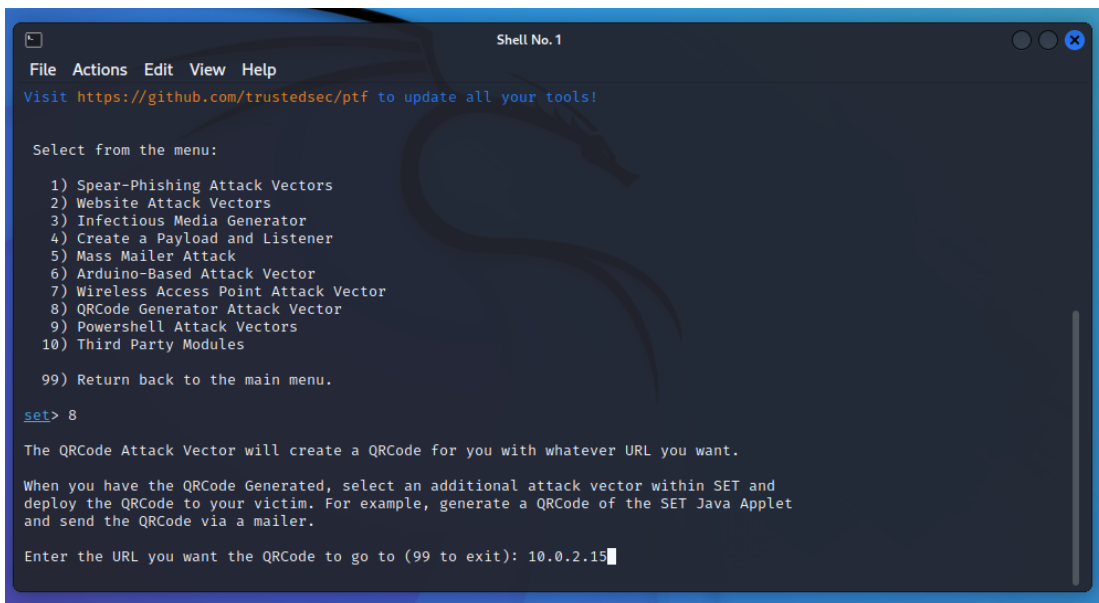 Shell No. 1
File Actions Edit View Help
Visit https://github.com/trustedsec/ptf to update all your tools!
Select from the menu:
1) Spear-Phishing Attack Vectors
2) Website Attack Vectors
3) Infectious Media Generator
4) Create a Payload and Listener
5) Mass Mailer Attack
6) Arduino-Based Attack Vector
7) Wireless Access Point Attack Vector
8) QRCode Generator Attack Vector
9) Powershell Attack Vectors
10) Third Party Modules
99) Return back to the main menu.
set> 8
The QRCode Attack Vector will create a QRCode for you with whatever URL you want.
When you have the QRCode Generated, select an additional attack vector within SET and
deploy the QRCode to your victim. For example, generate a QRCode of the SET Java Applet
and send the QRCode via a mailer.
Enter the URL you want the QRCode to go to (99 to exit): 10.0.2.15